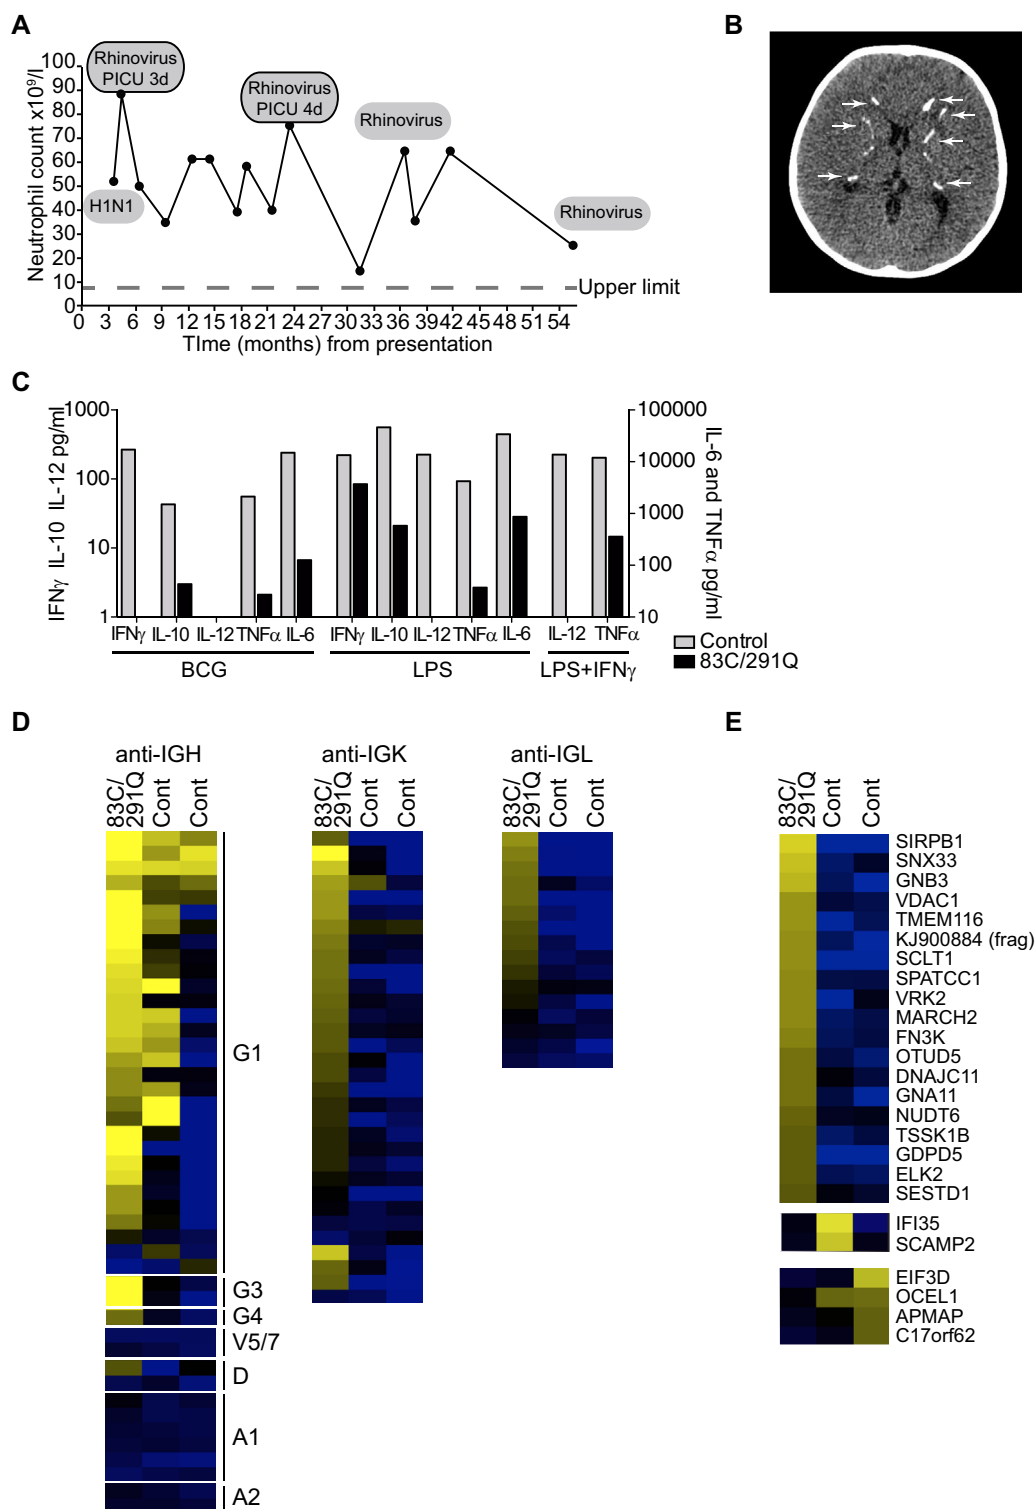 A
B
Rhinovirus
PICU 3d
Rhinovirus
PICU 4d
Rhinovirus
H1N1
Rhinovirus
Neutrophil count x10⁹/l
100
90
80
70
60
50
40
30
20
10
0
Upper limit
0 3 6 9 12 15 18 21 24 27 30 33 36 39 42 45 48 51 54
TIme (months) from presentation
C
IFNγ IL-10 IL-12 pg/ml
1000
100
10
1
100000
10000
1000
100
10
IL-6 and TNFα pg/ml
IFNγ IL-10 IL-12 TNFα IL-6 IFNγ IL-10 IL-12 TNFα IL-6 IL-12 TNFα
BCG LPS LPS+IFNγ
Control
83C/291Q
D
E
anti-IGH anti-IGK anti-IGL
83C/
291Q
Cont
Cont
83C/
291Q
Cont
Cont
83C/
291Q
Cont
Cont
G1
G3
G4
V5/7
D
A1
A2
83C/
291Q
Cont
Cont
SIRPB1
SNX33
GNB3
VDAC1
TMEM116
KJ900884 (frag)
SCLT1
SPATCC1
VRK2
MARCH2
FN3K
OTUD5
DNAJC11
GNA11
NUDT6
TSSK1B
GDPD5
ELK2
SESTD1
IFI35
SCAMP2
EIF3D
OCEL1
APMAP
C17orf62